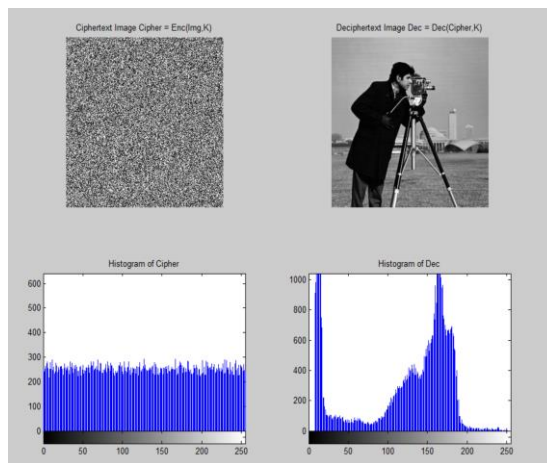 Ciphertext Image Cipher = Enc(Img,K)
Deciphertext Image Dec = Dec(Cipher,K)
Histogram of Cipher
600
500
400
300
200
100
0
0 50 100 150 200 250
Histogram of Dec
1000
800
600
400
200
0
0 50 100 150 200 250